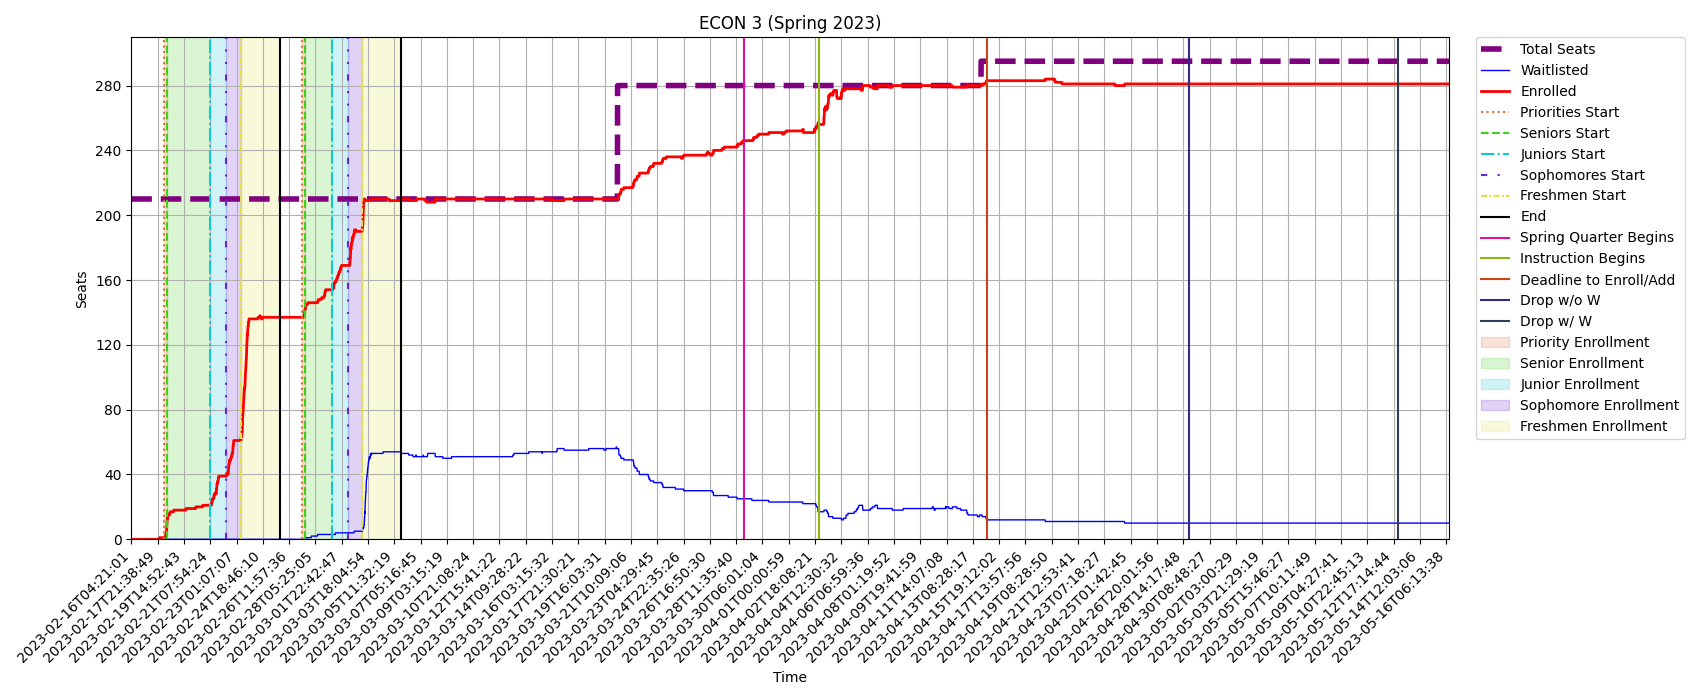 ECON 3 (Spring 2023)
Seats
280
240
200
160
120
80
40
0
2023-02-16T04:21:01
2023-02-17T21:38:49
2023-02-19T14:52:43
2023-02-21T07:54:24
2023-02-23T01:07:07
2023-02-24T18:46:10
2023-02-26T11:57:36
2023-02-28T05:25:05
2023-03-01T22:42:47
2023-03-03T18:04:54
2023-03-05T11:32:19
2023-03-07T05:16:45
2023-03-09T03:15:19
2023-03-10T21:08:24
2023-03-12T15:41:22
2023-03-14T09:28:22
2023-03-16T03:15:32
2023-03-17T21:30:21
2023-03-19T16:03:31
2023-03-21T10:09:06
2023-03-23T04:29:45
2023-03-24T22:35:26
2023-03-26T16:50:30
2023-03-28T11:35:40
2023-03-30T06:01:04
2023-04-01T00:00:59
2023-04-02T18:08:21
2023-04-04T12:30:32
2023-04-06T06:59:36
2023-04-08T01:19:52
2023-04-09T19:41:59
2023-04-11T14:07:08
2023-04-13T08:28:17
2023-04-15T19:12:02
2023-04-17T13:57:56
2023-04-19T08:28:50
2023-04-21T12:53:41
2023-04-23T07:18:27
2023-04-25T01:42:45
2023-04-26T20:01:56
2023-04-28T14:17:48
2023-04-30T08:48:27
2023-05-02T03:00:29
2023-05-03T21:29:19
2023-05-05T15:46:27
2023-05-07T10:11:49
2023-05-09T04:27:41
2023-05-10T22:45:13
2023-05-12T17:14:44
2023-05-14T12:03:06
2023-05-16T06:13:38
Time
Total Seats
Waitlisted
Enrolled
Priorities Start
Seniors Start
Juniors Start
Sophomores Start
Freshmen Start
End
Spring Quarter Begins
Instruction Begins
Deadline to Enroll/Add
Drop w/o W
Drop w/ W
Priority Enrollment
Senior Enrollment
Junior Enrollment
Sophomore Enrollment
Freshmen Enrollment